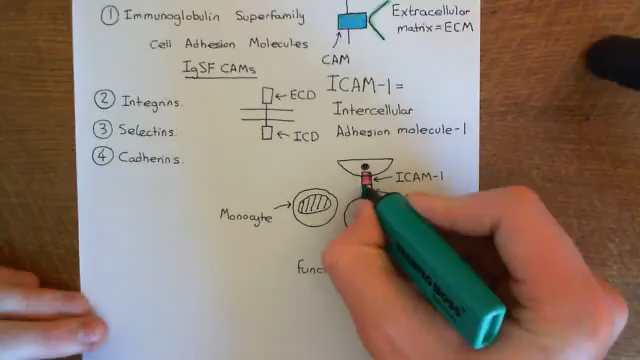 ① Immunoglobulin Superfamily
Cell Adhesion Molecules
IgSF CAMs
② Integrins.
③ Selectins.
④ Cadherins.
ECD
ICD
CAM
Extracellular
matrix = ECM
ICAM-1 =
Intercellular
Adhesion molecule-1
ICAM-1
Monocyte
func